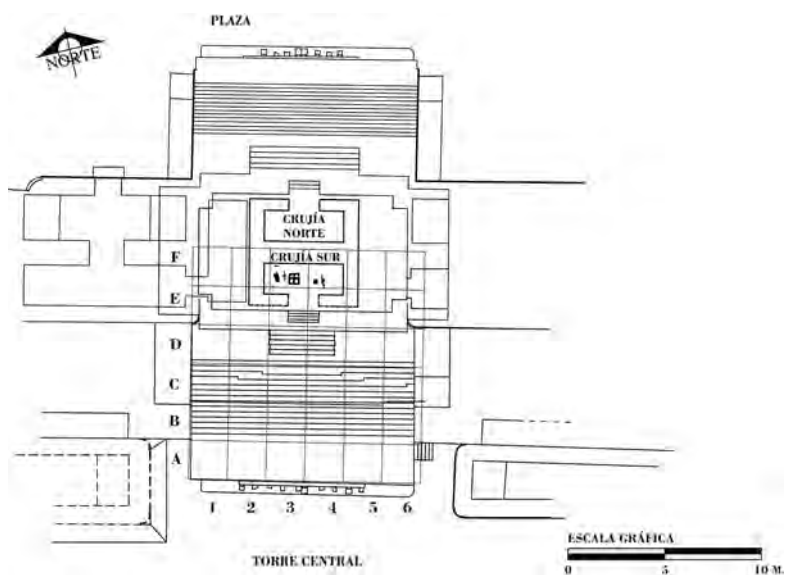 PLAZA
NORTE
CRUJÍA
NORTE
CRUJÍA SUR
F
E
D
C
B
A
1 2 3 4 5 6
TORRE CENTRAL
ESCALA GRÁFICA
0 5 10 M.